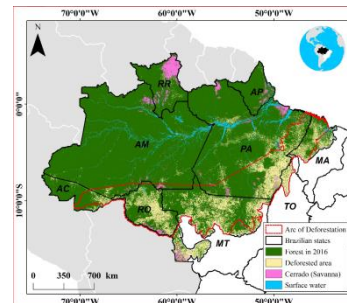 70°0'0"W 60°0'0"W 50°0'0"W
N
RR
AP
0°0'0"
AM
PA
MA
AC
TO
10°0'0"S
RO
MT
Arc of Deforestation
Brazilian states
Forest in 2016
Deforested area
Cerrado (Savanna)
Surface water
0 350 700 km
70°0'0"W 60°0'0"W 50°0'0"W